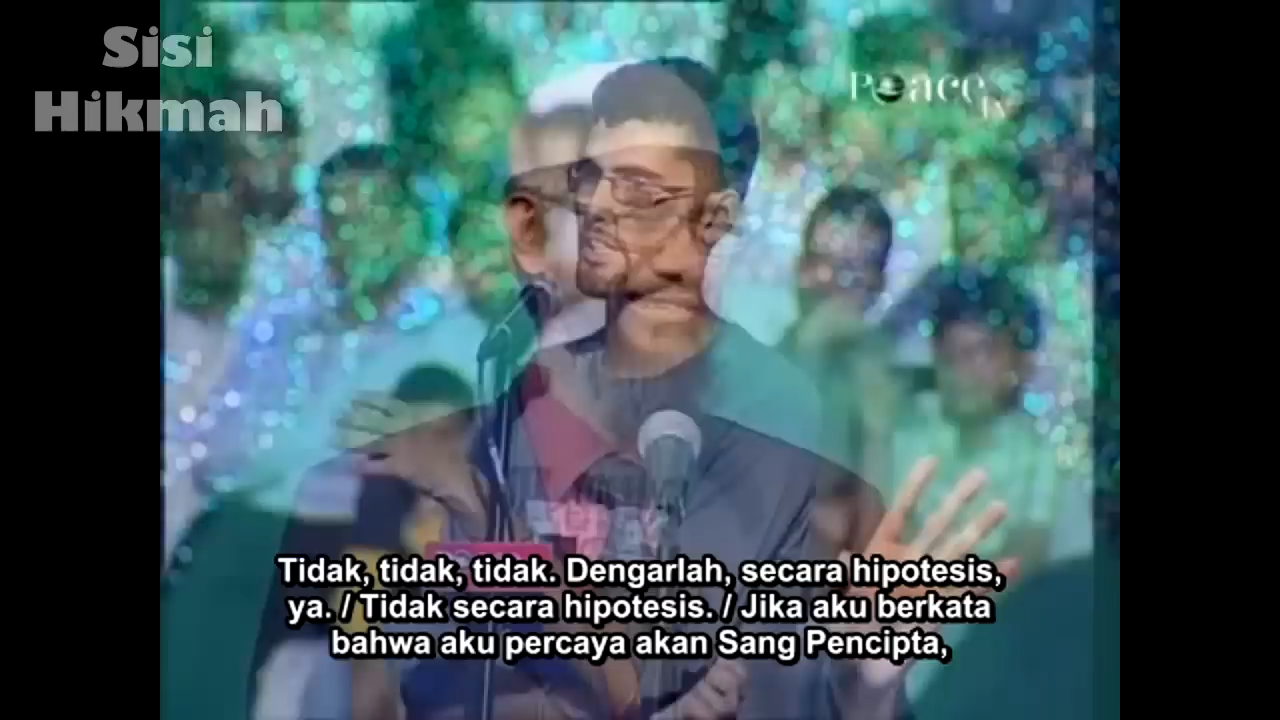 Sisi
Hikmah
Peace
TV
Tidak, tidak, tidak. Dengarlah, secara hipotesis,
ya. / Tidak secara hipotesis. / Jika aku berkata
bahwa aku percaya akan Sang Pencipta,